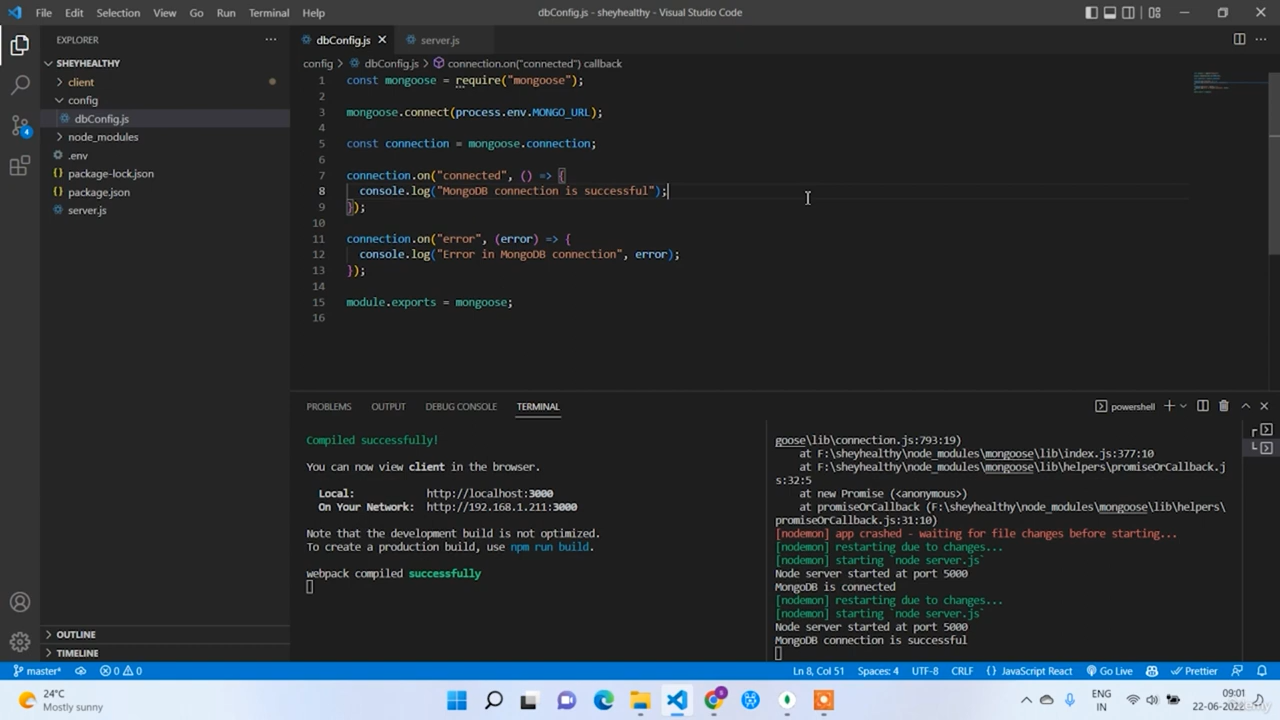 File Edit Selection View Go Run Terminal Help
dbConfig.js - sheyhealthy - Visual Studio Code
EXPLORER
SHEYHEALTHY
client
config
dbConfig.js
node_modules
.env
package-lock.json
package.json
server.js
OUTLINE
TIMELINE
dbConfig.js server.js
config > dbConfig.js > connection.on("connected") callback
1 const mongoose = require("mongoose");
2
3 mongoose.connect(process.env.MONGO_URL);
4
5 const connection = mongoose.connection;
6
7 connection.on("connected", () => {
8 console.log("MongoDB connection is successful");
9 });
10
11 connection.on("error", (error) => {
12 console.log("Error in MongoDB connection", error);
13 });
14
15 module.exports = mongoose;
16
PROBLEMS OUTPUT DEBUG CONSOLE TERMINAL
powershell
Compiled successfully!
You can now view client in the browser.
Local: http://localhost:3000
On Your Network: http://192.168.1.211:3000
Note that the development build is not optimized.
To create a production build, use npm run build.
webpack compiled successfully
goose\lib\connection.js:793:19)
at F:\sheyhealthy\node_modules\mongoose\lib\index.js:377:10
at F:\sheyhealthy\node_modules\mongoose\lib\helpers\promiseOrCallback.j
s:32:5
at new Promise (<anonymous>)
at promiseOrCallback (F:\sheyhealthy\node_modules\mongoose\lib\helpers\
promiseOrCallback.js:31:10)
[nodemon] app crashed - waiting for file changes before starting...
[nodemon] restarting due to changes...
[nodemon] starting `node server.js`
Node server started at port 5000
MongoDB is connected
[nodemon] restarting due to changes...
[nodemon] starting `node server.js`
Node server started at port 5000
MongoDB connection is successful
master* 0 0 Ln 8, Col 51 Spaces: 4 UTF-8 CRLF {} JavaScript React Go Live Prettier
4
24°C
Mostly sunny
8
ENG
IN
09:01
22-06-2022